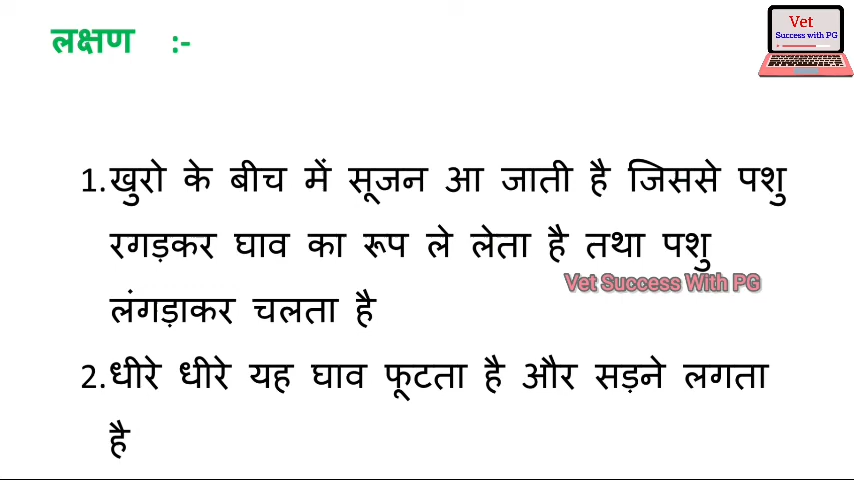 लक्षण :-
Vet
Success with PG
1.खुरो के बीच में सूजन आ जाती है जिससे पशु
रगड़कर घाव का रूप ले लेता है तथा पशु
Vet Success With PG
लंगड़ाकर चलता है
2.धीरे धीरे यह घाव फूटता है और सड़ने लगता
है